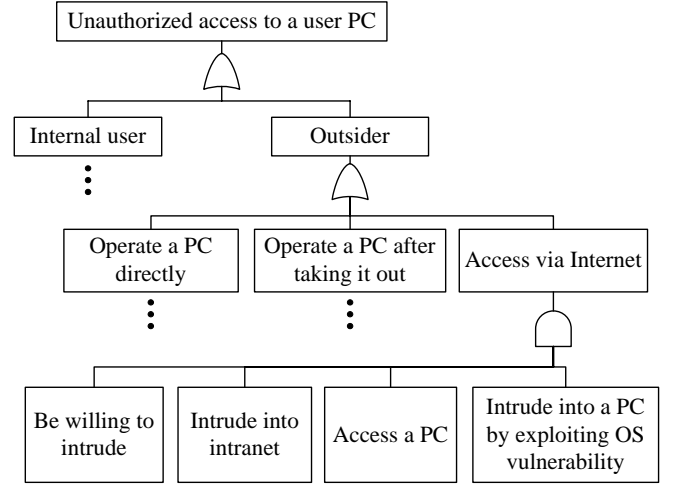 Unauthorized access to a user PC
Internal user
Outsider
Operate a PC
directly
Operate a PC after
taking it out
Access via Internet
Be willing to
intrude
Intrude into
intranet
Access a PC
Intrude into a PC
by exploiting OS
vulnerability